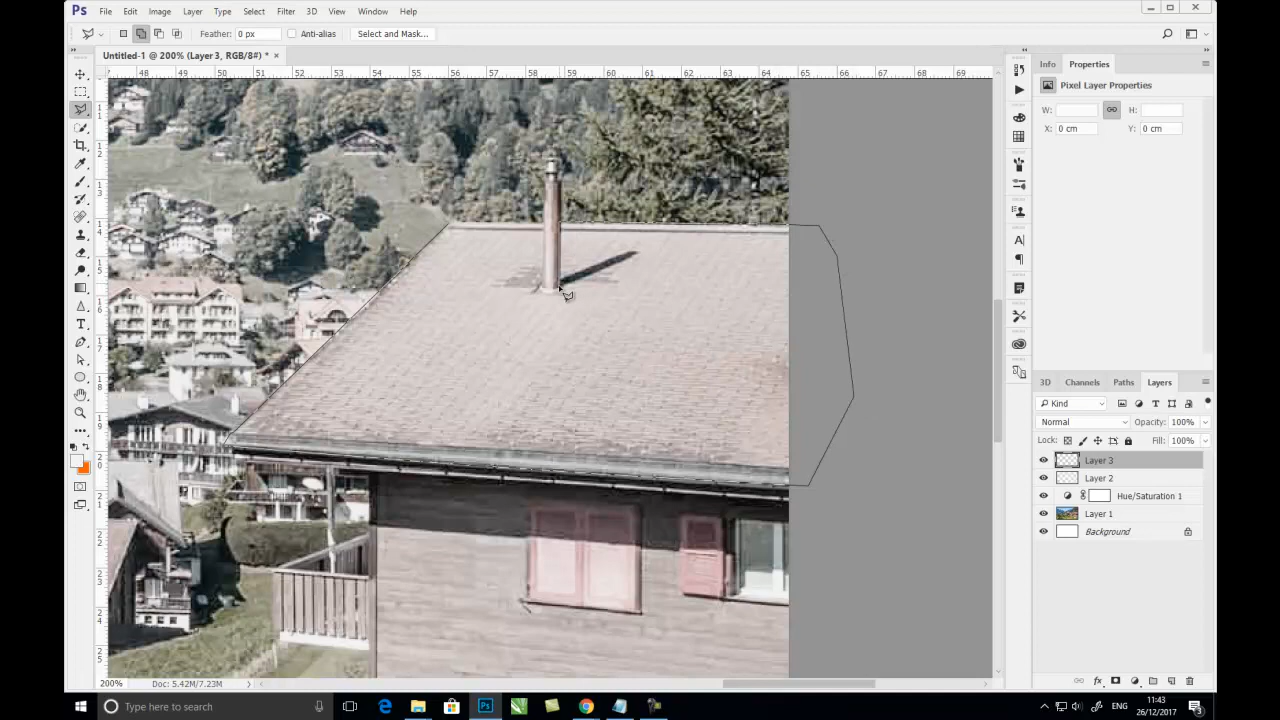 Ps File Edit Image Layer Type Select Filter 3D View Window Help
Feather: 0 px Anti-alias Select and Mask...
Untitled-1 @ 200% (Layer 3, RGB/8#) * ×
48 49 50 51 52 53 54 55 56 57 58 59 60 61 62 63 64 65 66 67 68 69
Info Properties
Pixel Layer Properties
W: H:
X: 0 cm Y: 0 cm
3D Channels Paths Layers
Kind
Normal Opacity: 100%
Lock: Fill: 100%
Layer 3
Layer 2
Hue/Saturation 1
Layer 1
Background
200% Doc: 5.42M/7.23M
Type here to search
ENG
11:43
26/12/2017